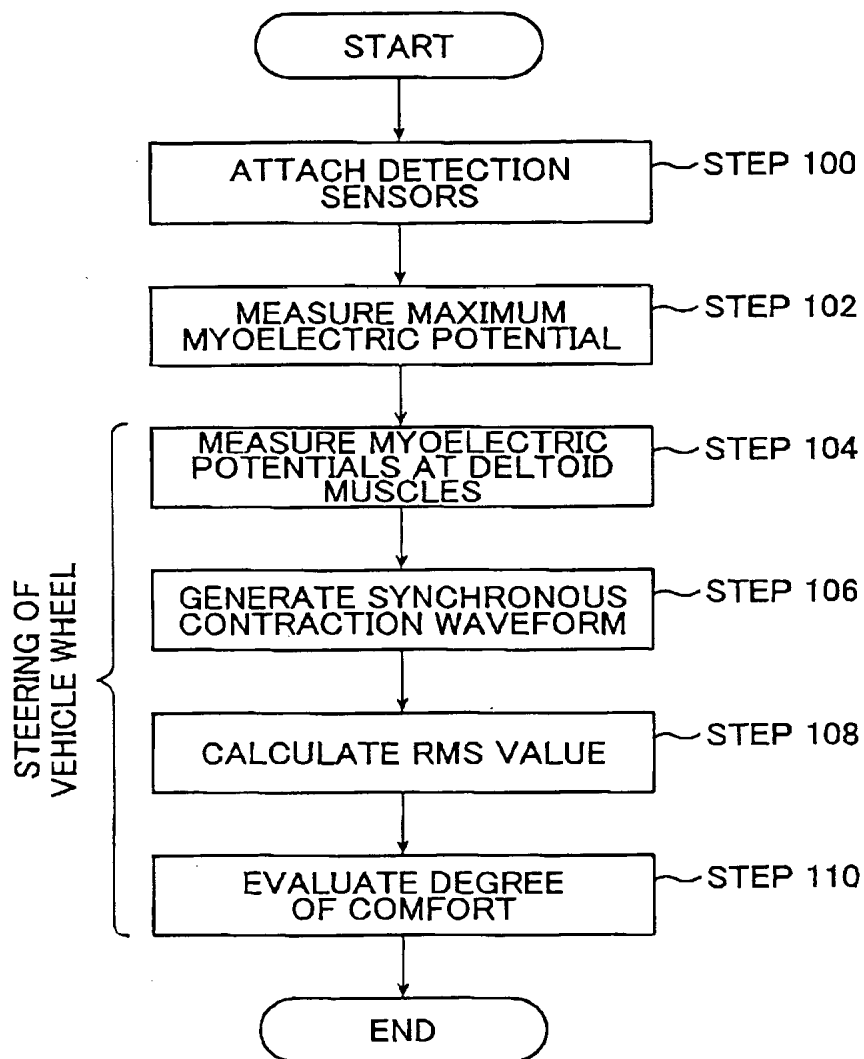 START
ATTACH DETECTION
SENSORS
STEP 100
MEASURE MAXIMUM
MYOELECTRIC POTENTIAL
STEP 102
STEERING OF
VEHICLE WHEEL
MEASURE MYOELECTRIC
POTENTIALS AT DELTOID
MUSCLES
STEP 104
GENERATE SYNCHRONOUS
CONTRACTION WAVEFORM
STEP 106
CALCULATE RMS VALUE
STEP 108
EVALUATE DEGREE
OF COMFORT
STEP 110
END